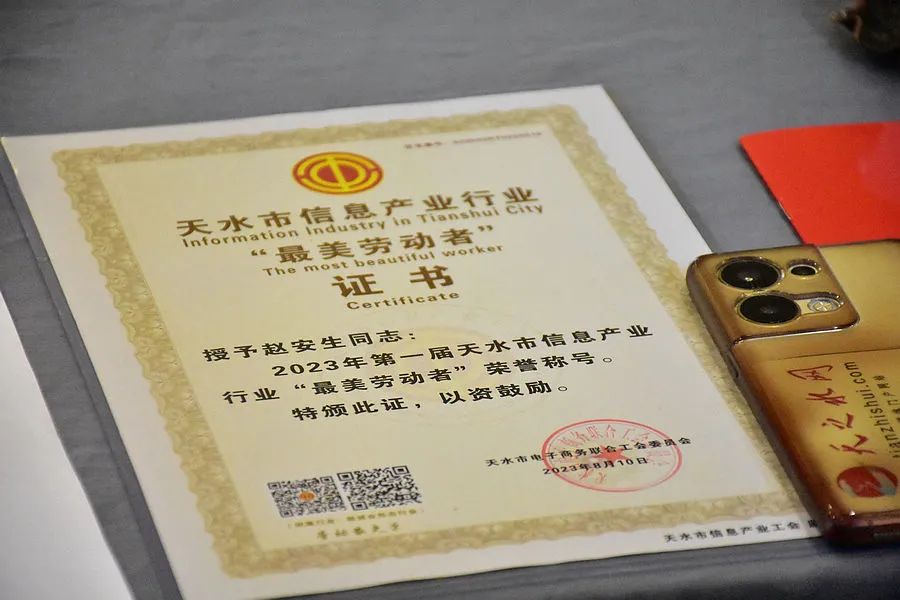 天水市信息产业行业
Information Industry in Tianshui City
“最美劳动者”
The most beautiful worker
证书
Certificate
授予赵安生同志：
2023年第一届天水市信息产业
行业“最美劳动者”荣誉称号。
特颁此证，以资鼓励。
天水市电子商务联合工会委员会
2023年8月10日
天水市信息产业工会
天之水网
tianzhishui.com